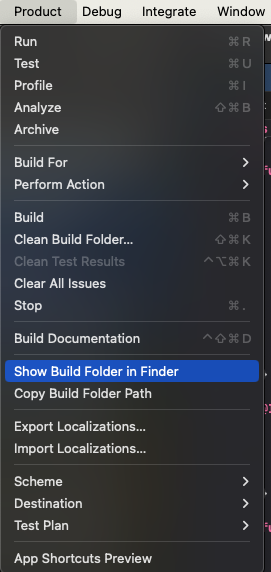 Product Debug Integrate Window
Run ⌘R
Test ⌘U
Profile ⌘I
Analyze ⇧⌘B
Archive
Build For
Perform Action
Build ⌘B
Clean Build Folder... ⇧⌘K
Clean Test Results ⌃⌥⌘K
Clear All Issues
Stop ⌘.
Build Documentation ⌃⇧⌘D
Show Build Folder in Finder
Copy Build Folder Path
Export Localizations...
Import Localizations...
Scheme
Destination
Test Plan
App Shortcuts Preview